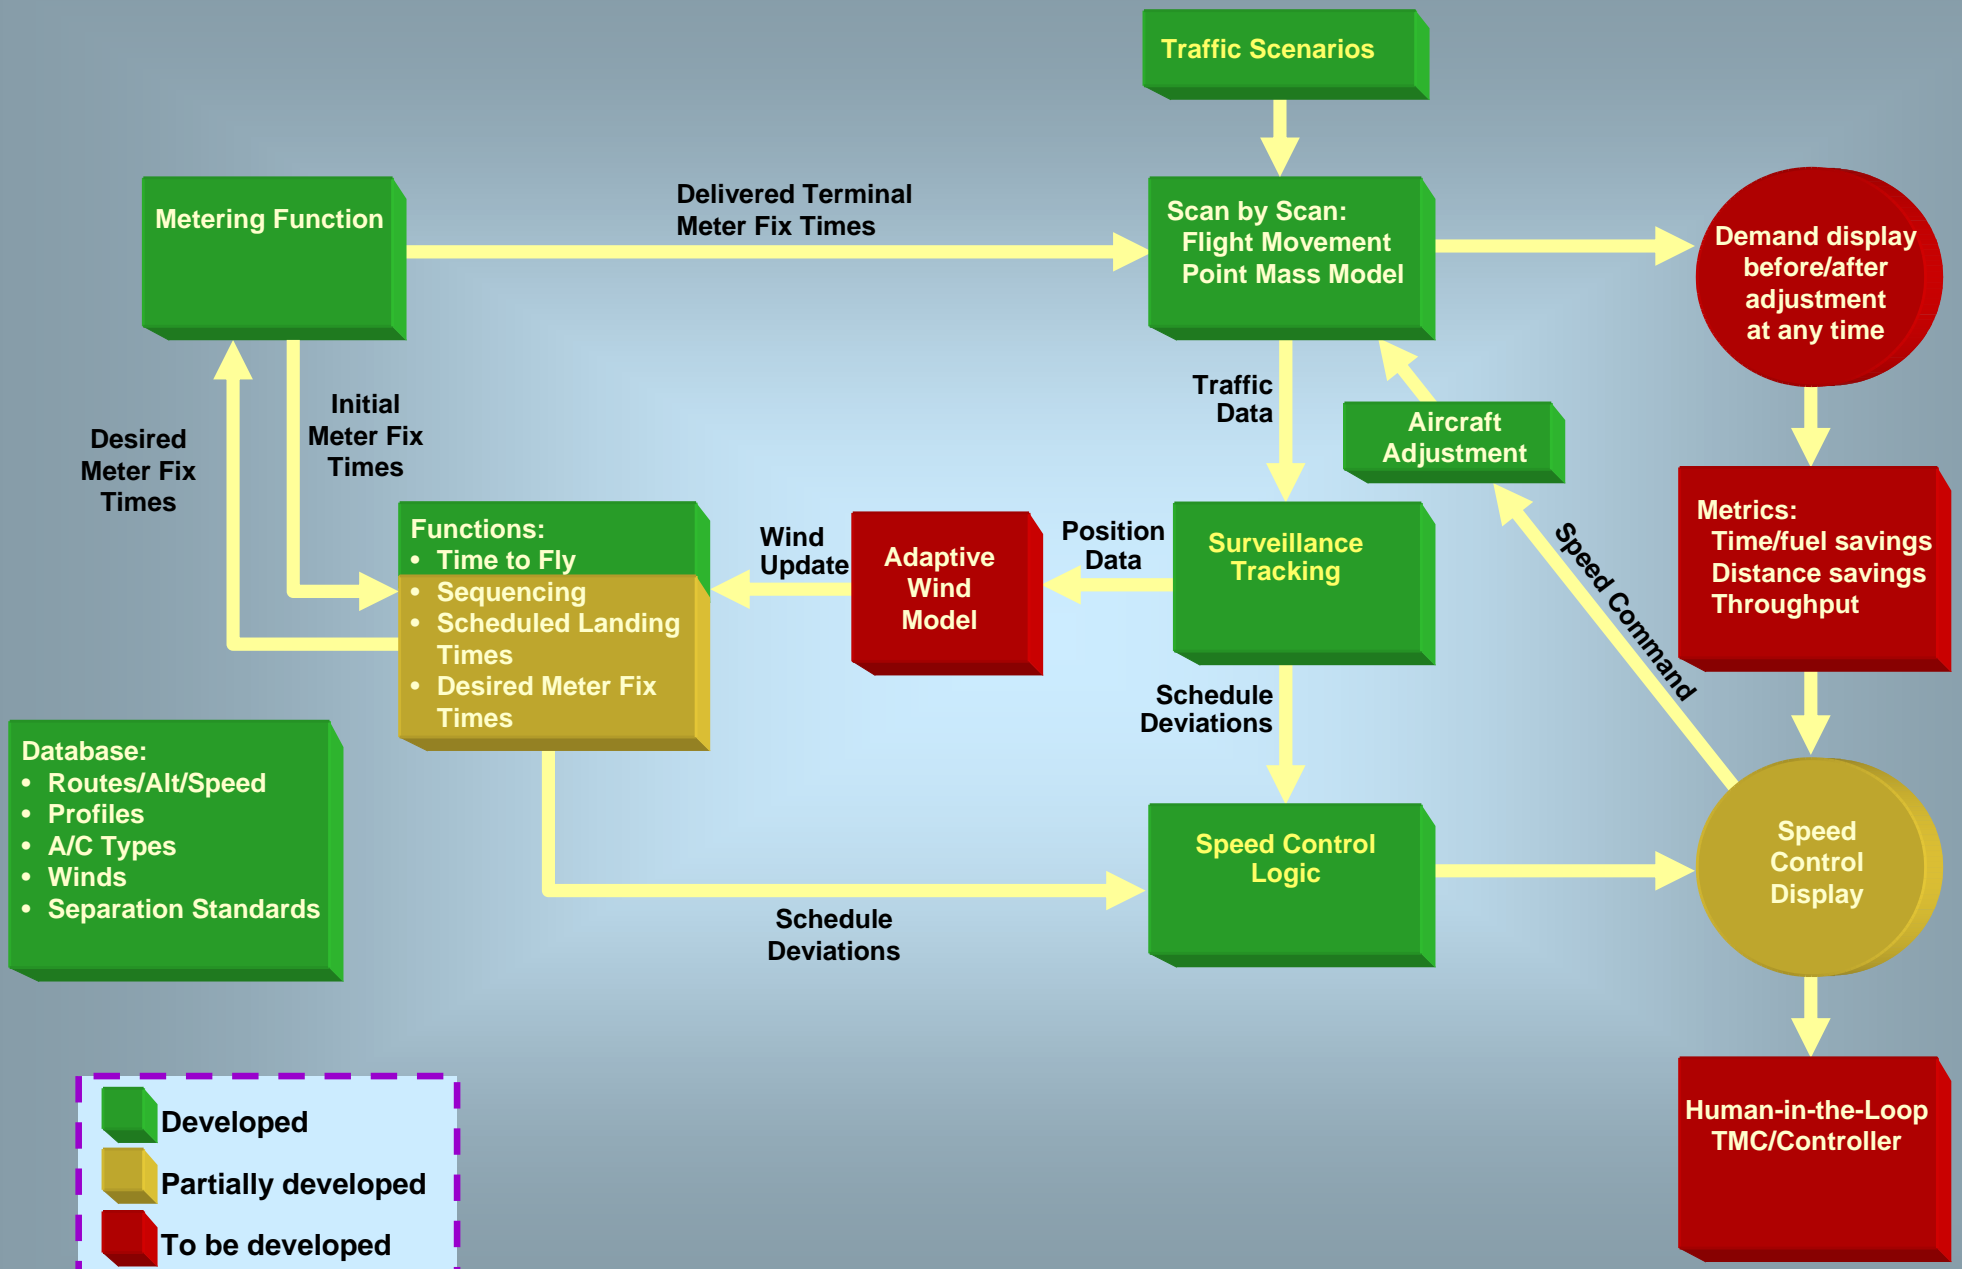 Traffic Scenarios
Metering Function
Delivered Terminal
Meter Fix Times
Scan by Scan:
Flight Movement
Point Mass Model
Demand display
before/after
adjustment
at any time
Initial
Meter Fix
Times
Desired
Meter Fix
Times
Traffic
Data
Aircraft
Adjustment
Functions:
• Time to Fly
• Sequencing
• Scheduled Landing
Times
• Desired Meter Fix
Times
Wind
Update
Adaptive
Wind
Model
Position
Data
Surveillance
Tracking
Speed Command
Metrics:
Time/fuel savings
Distance savings
Throughput
Schedule
Deviations
Database:
• Routes/Alt/Speed
• Profiles
• A/C Types
• Winds
• Separation Standards
Schedule
Deviations
Speed Control
Logic
Speed
Control
Display
Human-in-the-Loop
TMC/Controller
Developed
Partially developed
To be developed